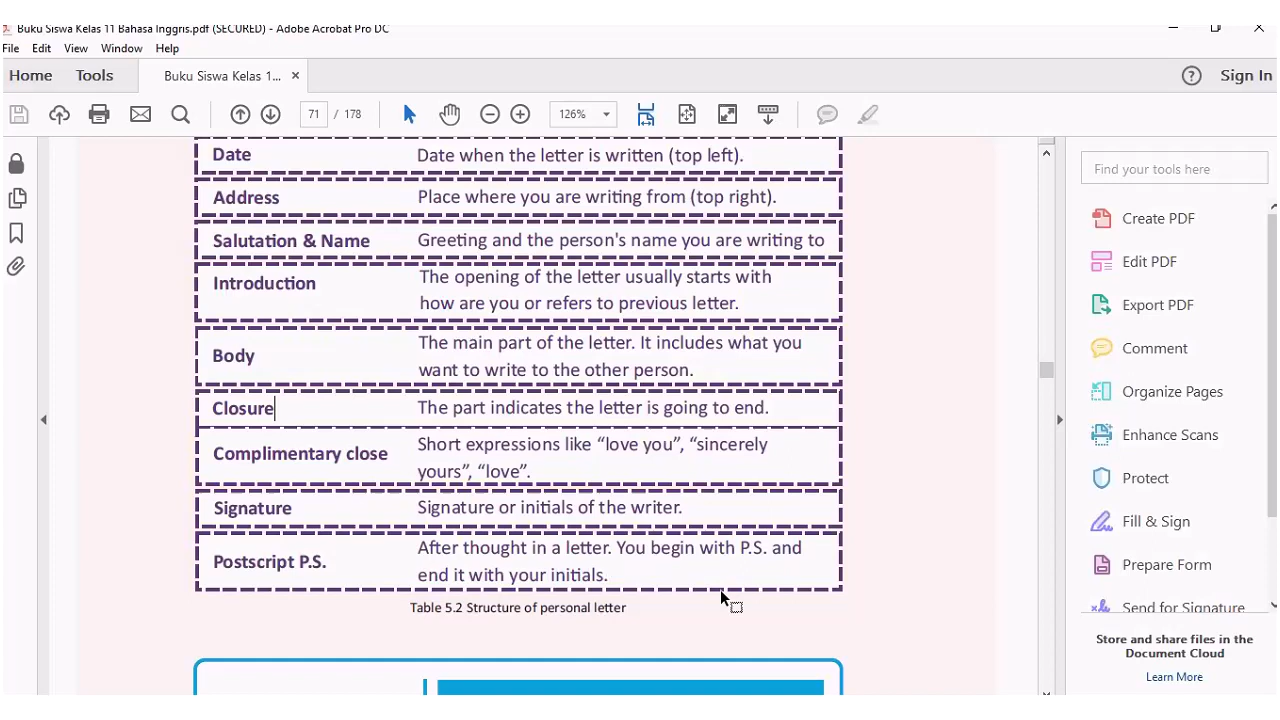 Buku Siswa Kelas 11 Bahasa Inggris.pdf (SECURED) - Adobe Acrobat Pro DC
File Edit View Window Help
Home Tools Buku Siswa Kelas 1... × Sign In
71 / 178 126%
Date Date when the letter is written (top left).
Address Place where you are writing from (top right).
Salutation & Name Greeting and the person's name you are writing to
Introduction The opening of the letter usually starts with
how are you or refers to previous letter.
Body The main part of the letter. It includes what you
want to write to the other person.
Closure The part indicates the letter is going to end.
Complimentary close Short expressions like “love you”, “sincerely
yours”, “love”.
Signature Signature or initials of the writer.
Postscript P.S. After thought in a letter. You begin with P.S. and
end it with your initials.
Table 5.2 Structure of personal letter
Find your tools here
Create PDF
Edit PDF
Export PDF
Comment
Organize Pages
Enhance Scans
Protect
Fill & Sign
Prepare Form
Send for Signature
Store and share files in the
Document Cloud
Learn More